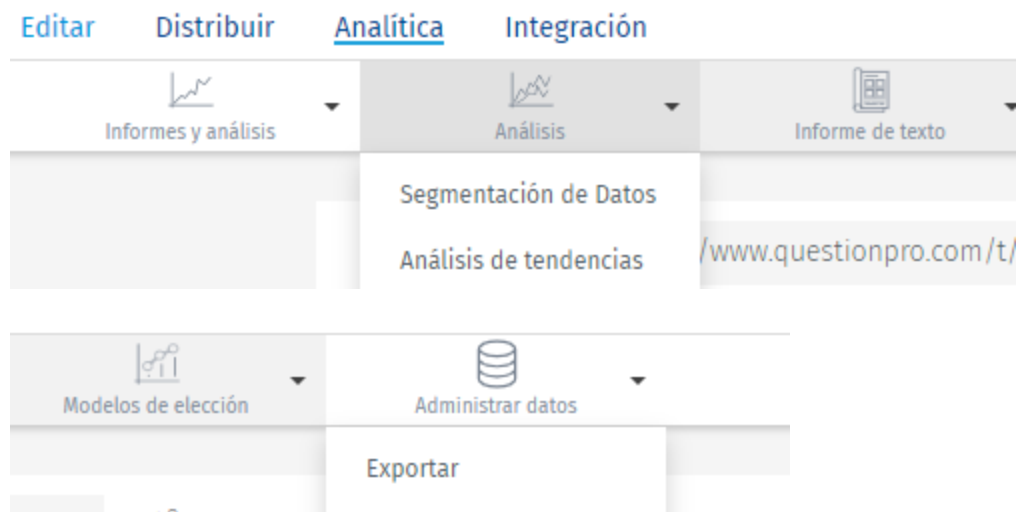 Editar Distribuir Analítica Integración
Informes y análisis Análisis Informe de texto
Segmentación de Datos
/www.questionpro.com/t/
Análisis de tendencias
Modelos de elección Administrar datos
Exportar